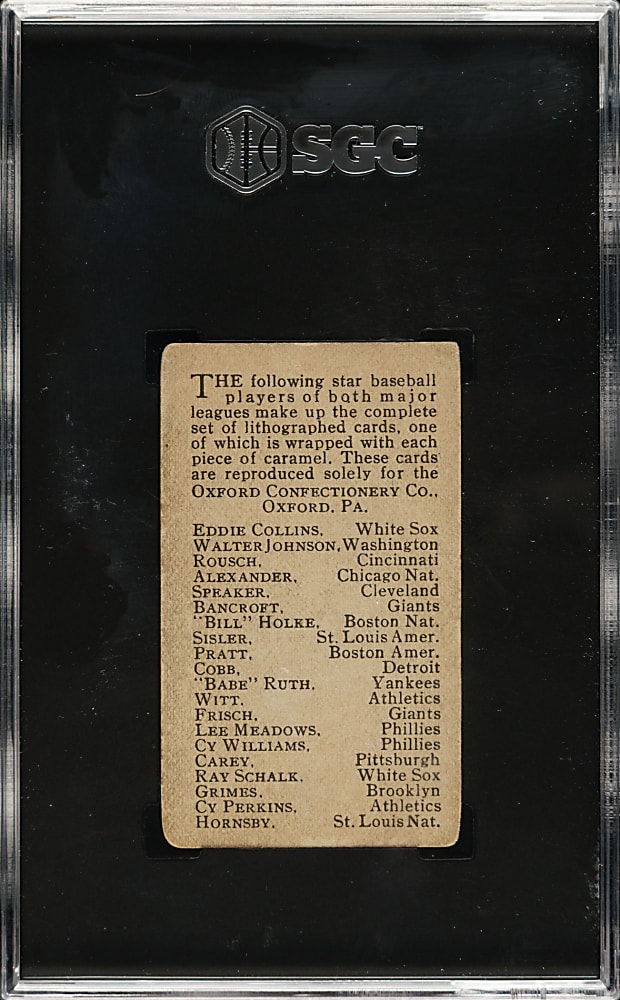 SGC
THE following star baseball
players of both major
leagues make up the complete
set of lithographed cards, one
of which is wrapped with each
piece of caramel. These cards
are reproduced solely for the
OXFORD CONFECTIONERY CO.,
OXFORD, PA.
EDDIE COLLINS, White Sox
WALTER JOHNSON, Washington
ROUSCH, Cincinnati
ALEXANDER, Chicago Nat.
SPEAKER, Cleveland
BANCROFT, Giants
"BILL" HOLKE, Boston Nat.
SISLER, St. Louis Amer.
PRATT, Boston Amer.
COBB, Detroit
"BABE" RUTH, Yankees
WITT, Athletics
FRISCH, Giants
LEE MEADOWS, Phillies
CY WILLIAMS, Phillies
CAREY, Pittsburgh
RAY SCHALK, White Sox
GRIMES, Brooklyn
CY PERKINS, Athletics
HORNSBY, St. Louis Nat.